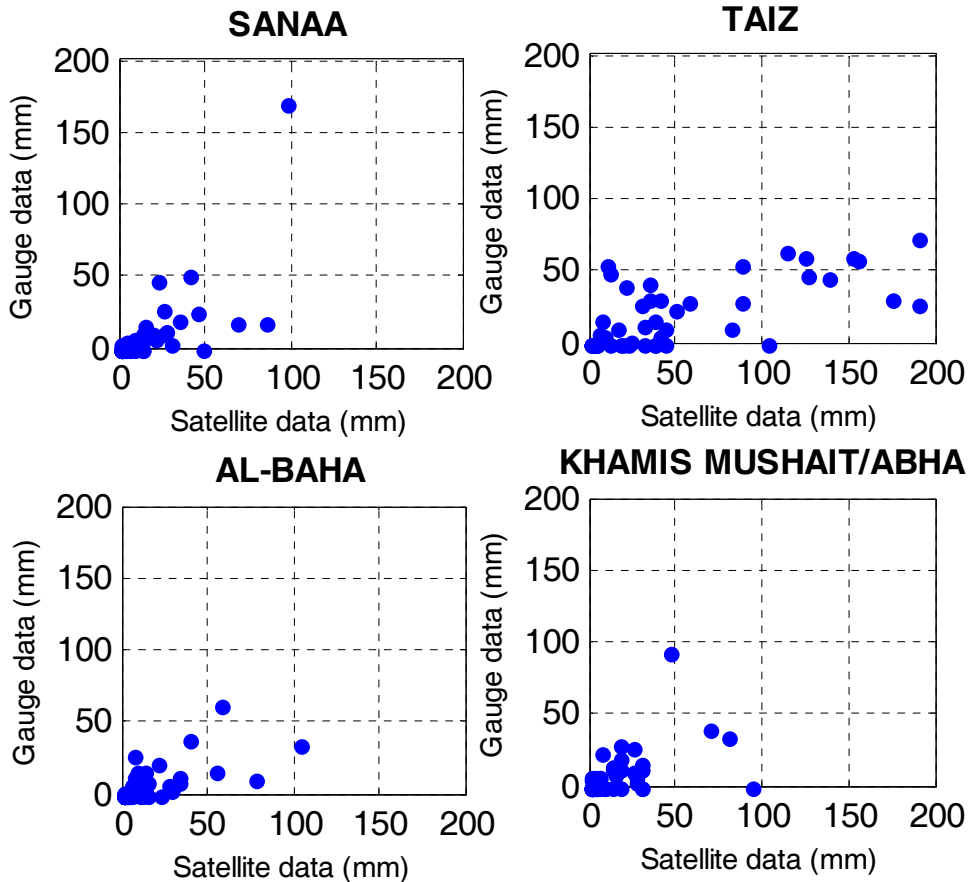 SANAA
200
150
100
50
0
Gauge data (mm)
0 50 100 150 200
Satellite data (mm)
TAIZ
200
150
100
50
0
Gauge data (mm)
0 50 100 150 200
Satellite data (mm)
AL-BAHA
200
150
100
50
0
Gauge data (mm)
0 50 100 150 200
Satellite data (mm)
KHAMIS MUSHAIT/ABHA
200
150
100
50
0
Gauge data (mm)
0 50 100 150 200
Satellite data (mm)